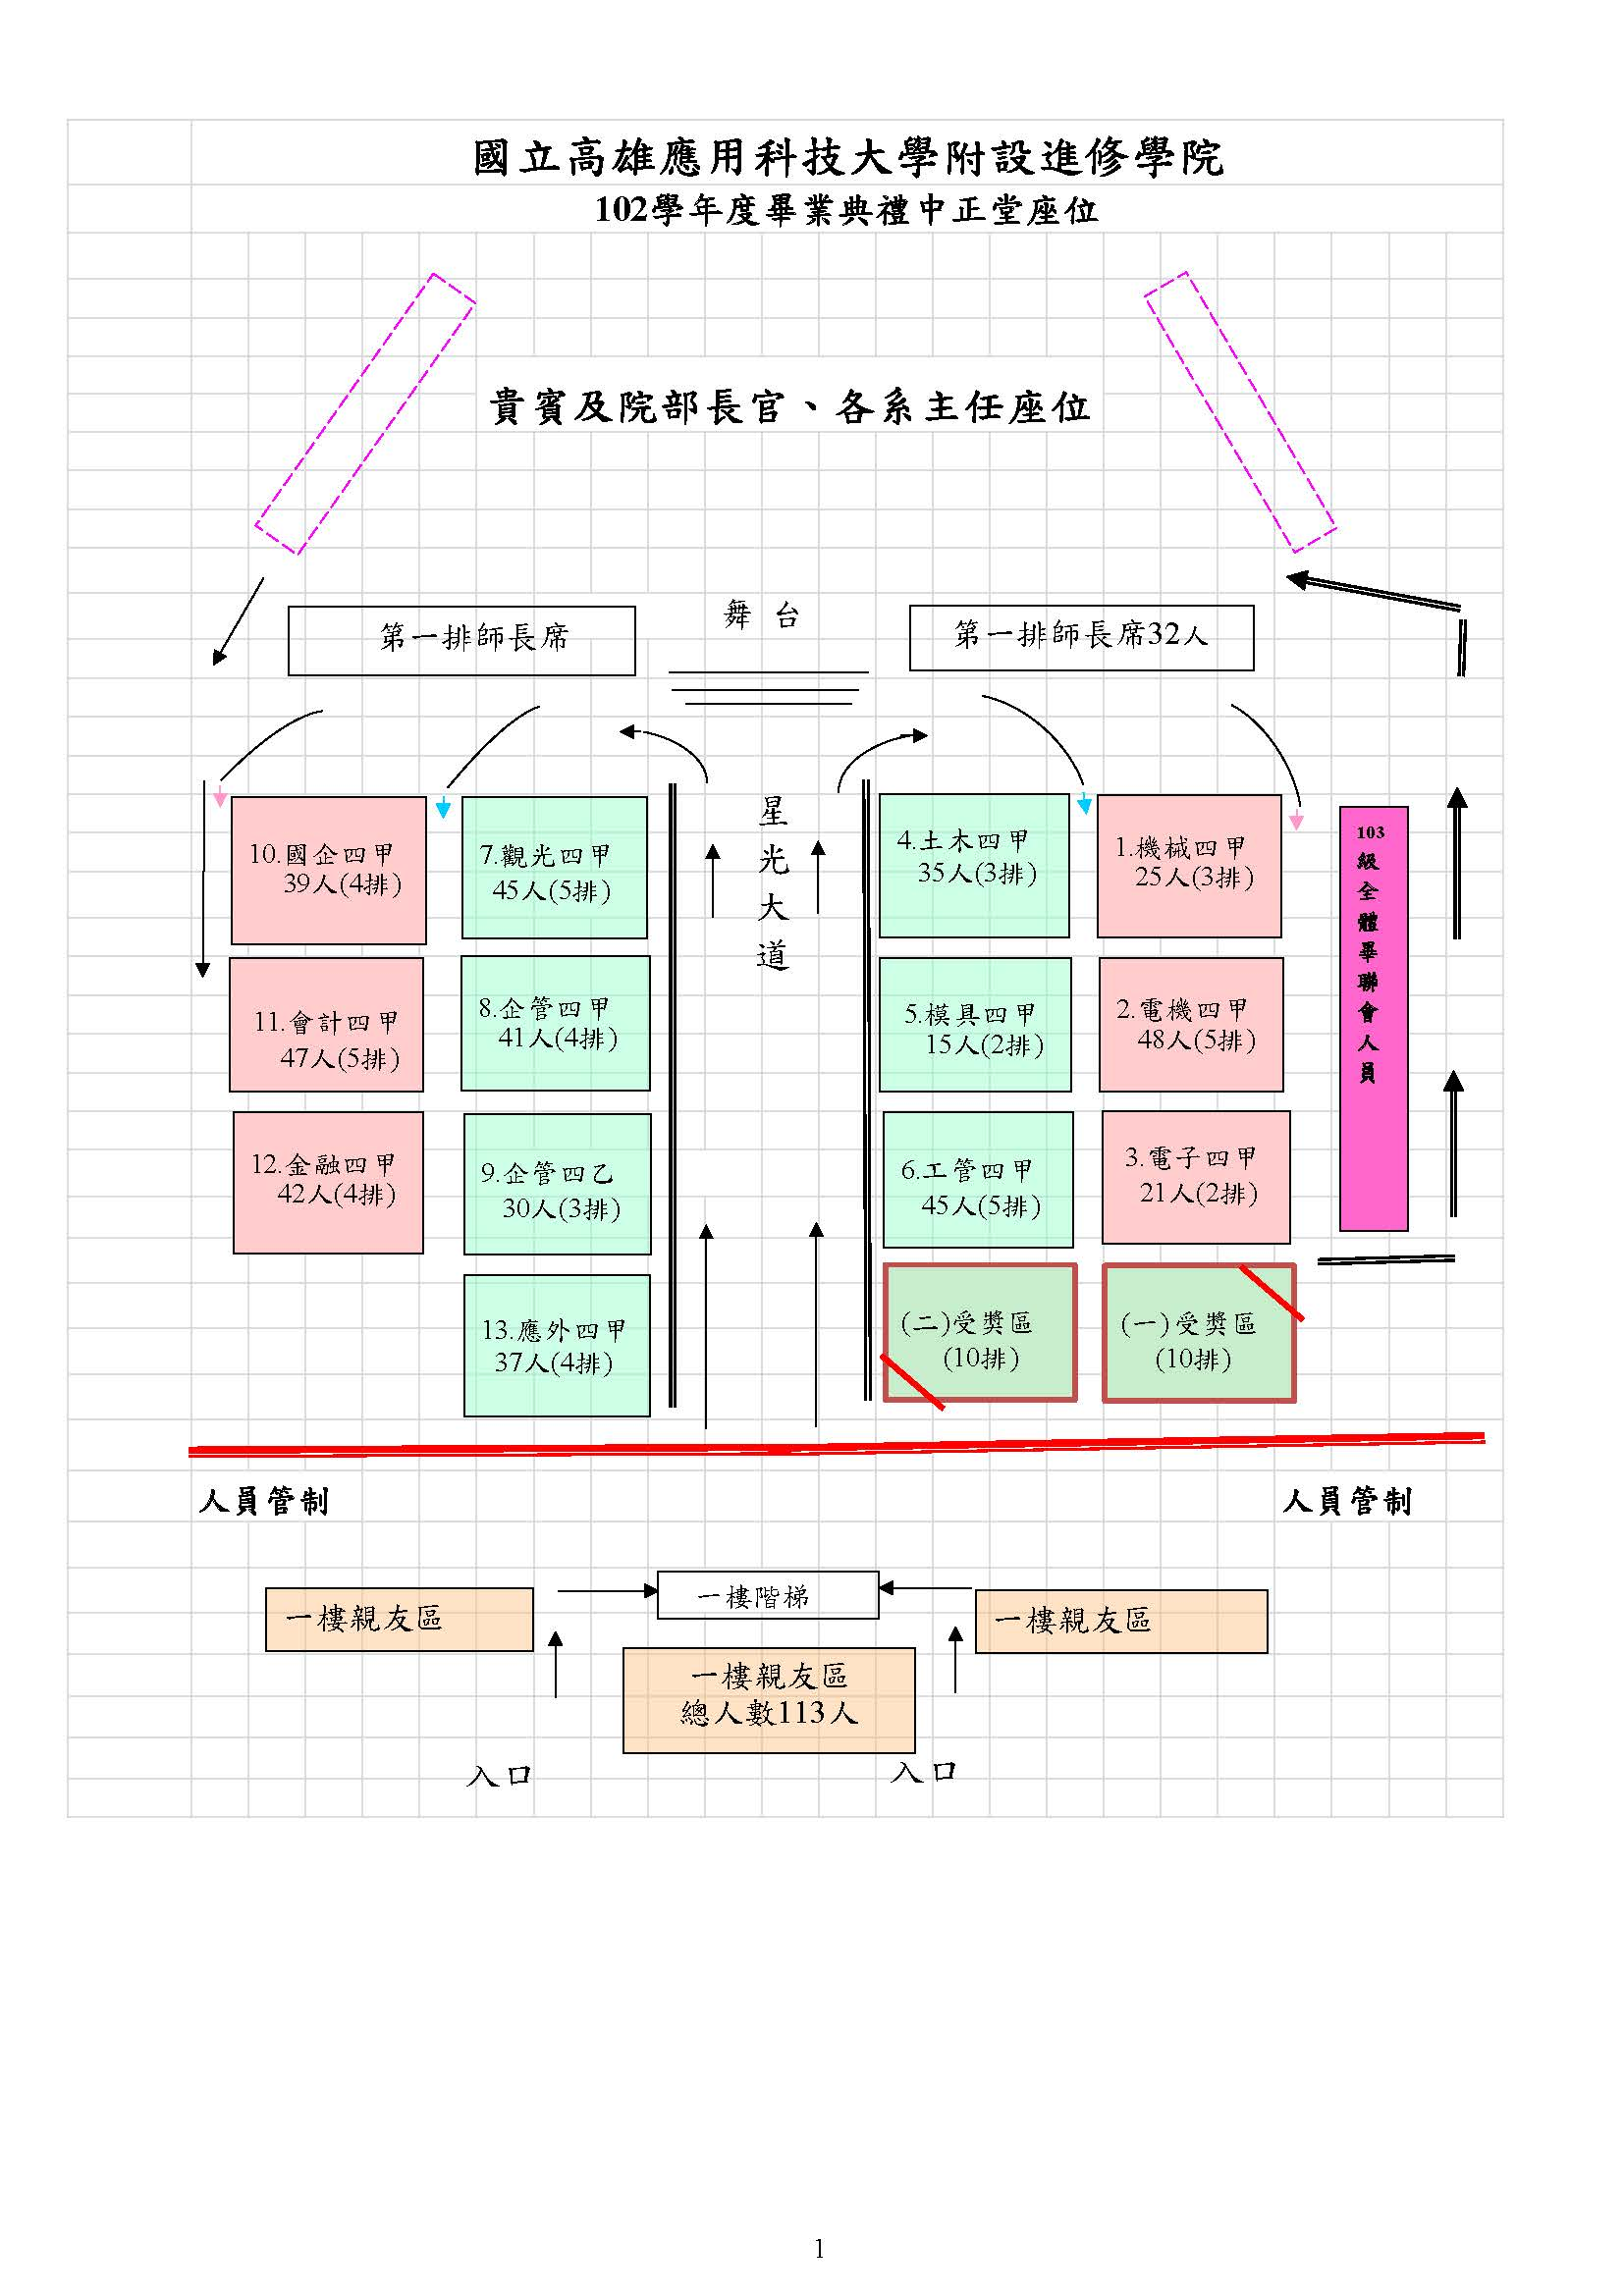 國立高雄應用科技大學附設進修學院
102學年度畢業典禮中正堂座位
貴賓及院部長官、各系主任座位
舞 台
第一排師長席
第一排師長席32人
星光大道
10.國企四甲
39人(4排)
7.觀光四甲
45人(5排)
4.土木四甲
35人(3排)
1.機械四甲
25人(3排)
103級全體畢聯會人員
11.會計四甲
47人(5排)
8.企管四甲
41人(4排)
5.模具四甲
15人(2排)
2.電機四甲
48人(5排)
12.金融四甲
42人(4排)
9.企管四乙
30人(3排)
6.工管四甲
45人(5排)
3.電子四甲
21人(2排)
13.應外四甲
37人(4排)
(二)受獎區
(10排)
(一)受獎區
(10排)
人員管制
人員管制
一樓階梯
一樓親友區
一樓親友區
一樓親友區
總人數113人
入口
入口
1